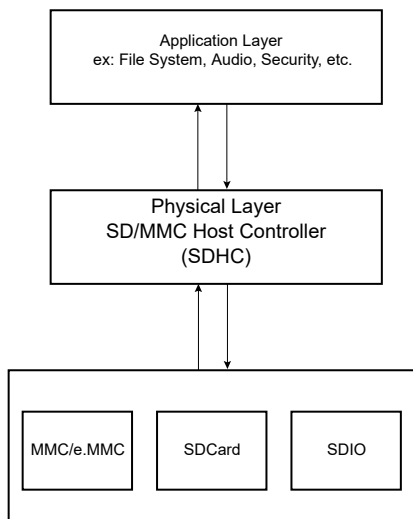 Application Layer
ex: File System, Audio, Security, etc.
Physical Layer
SD/MMC Host Controller
(SDHC)
MMC/e.MMC
SDCard
SDIO